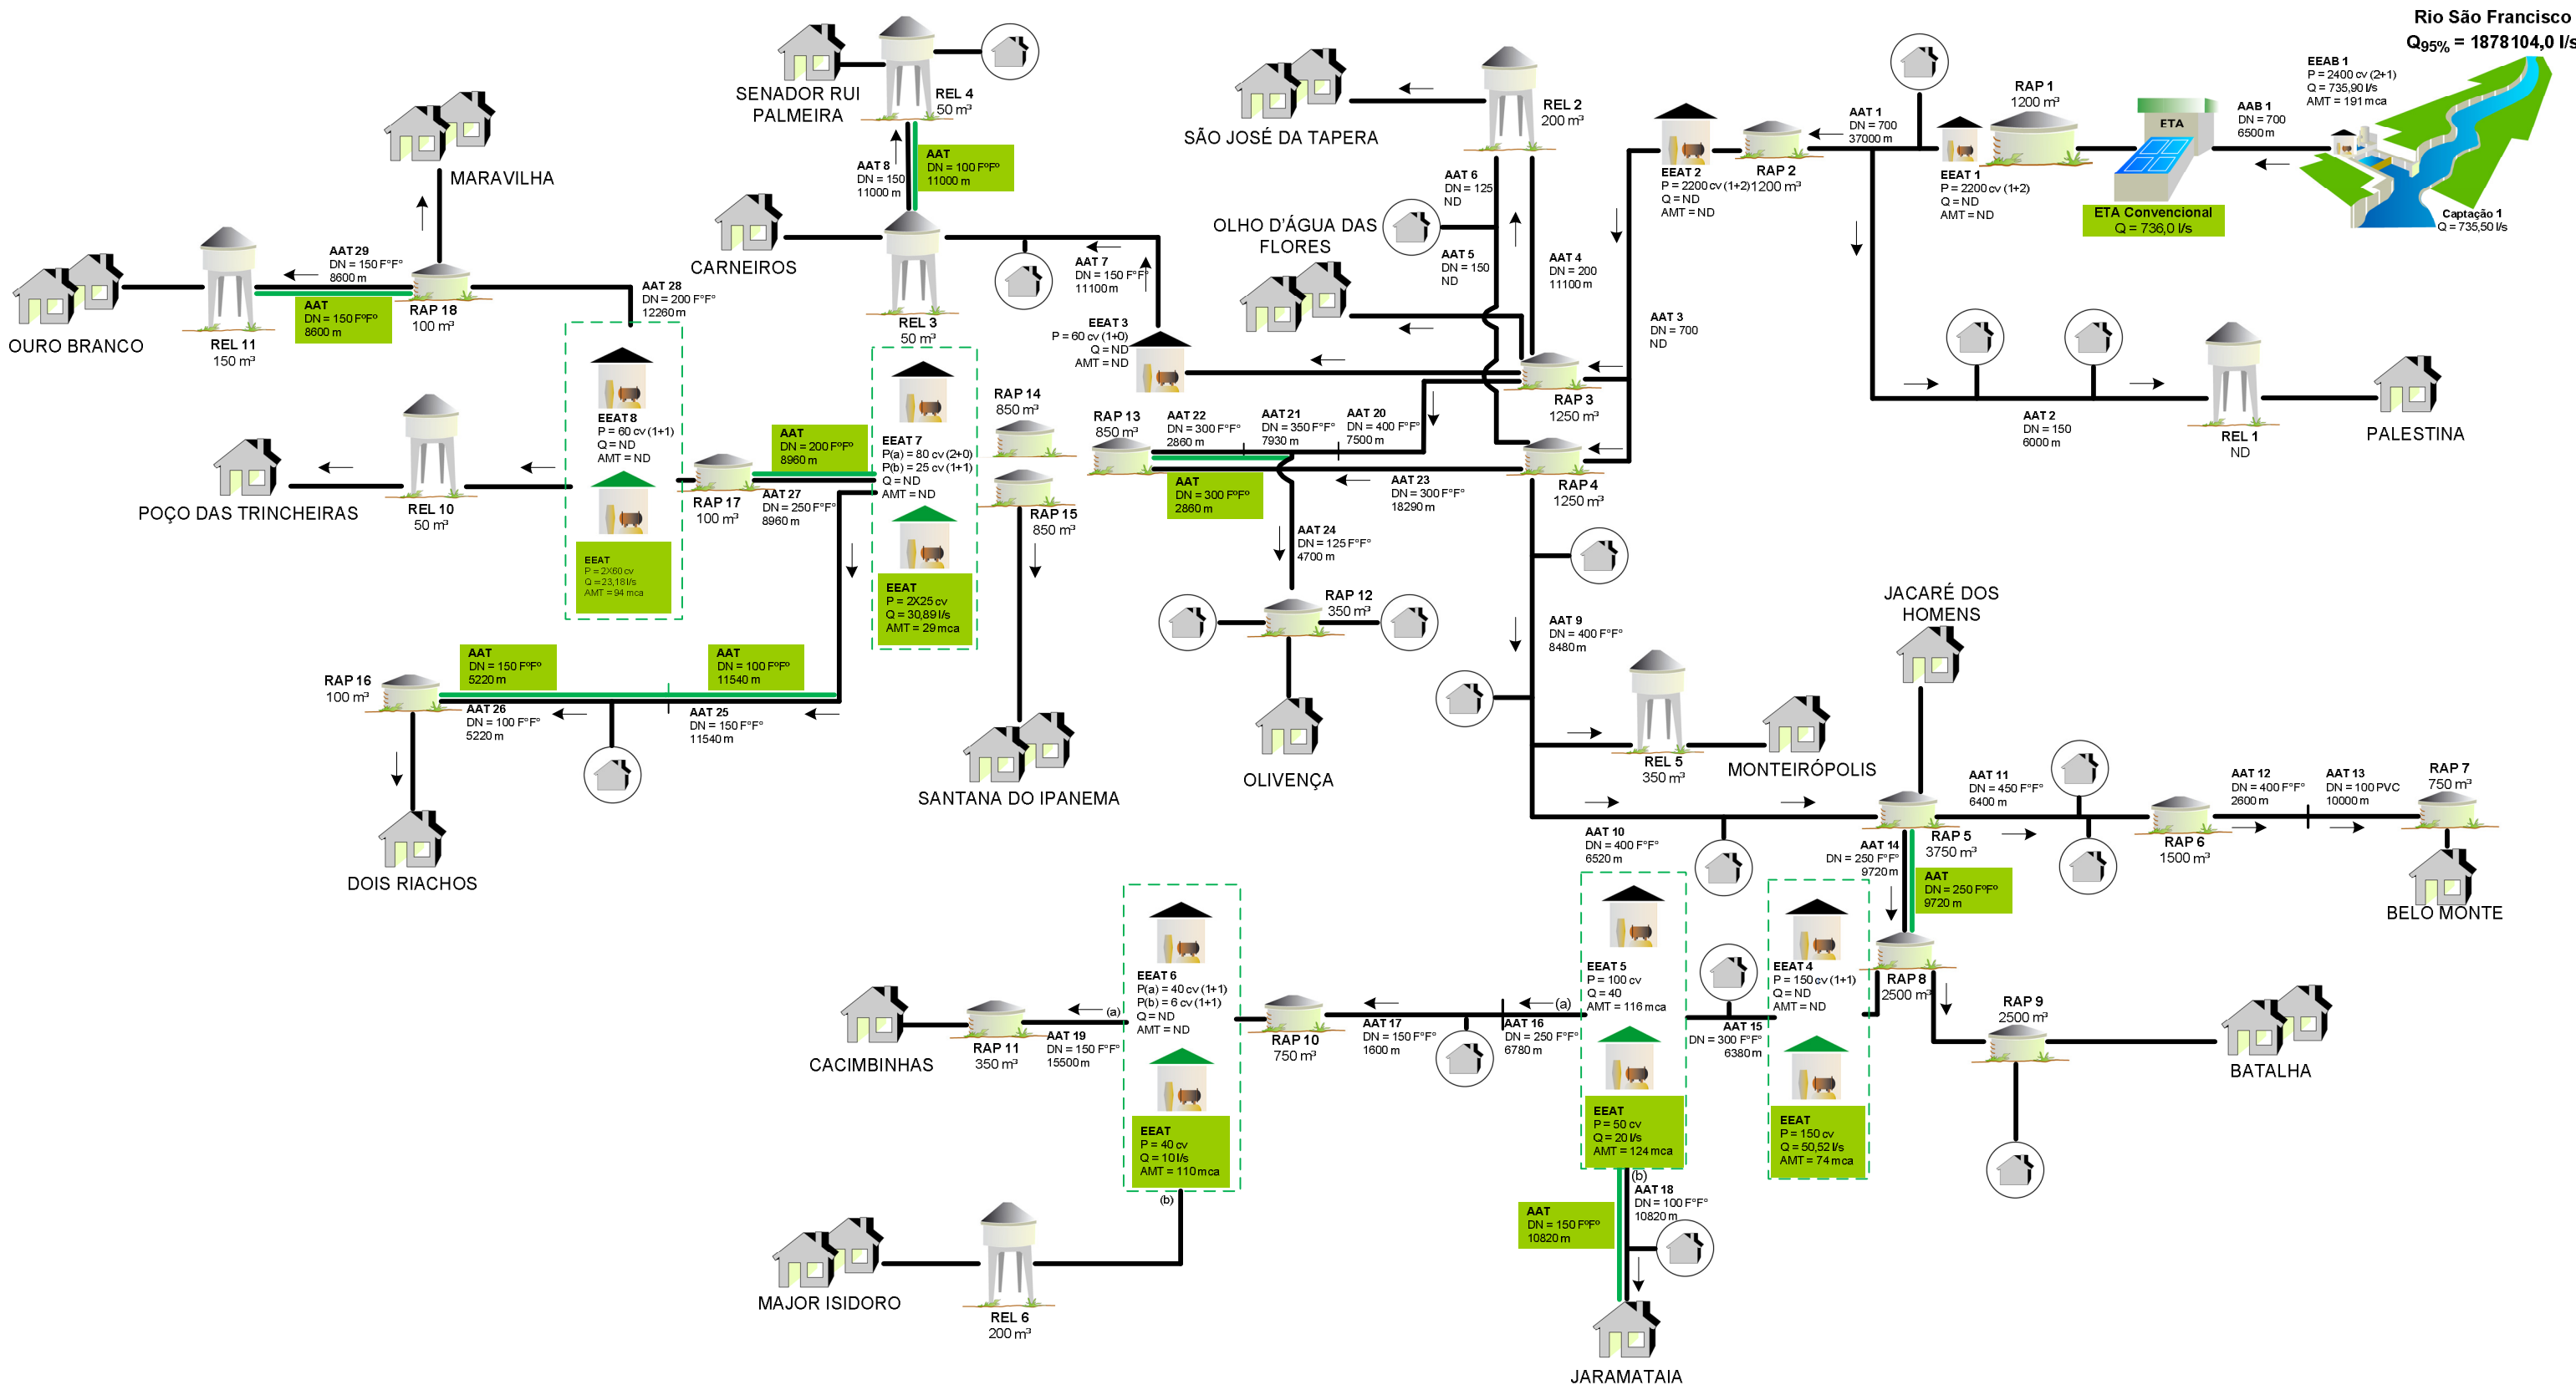 Rio São Francisco
Q95% = 1878104,0 l/s
EEAB 1
P = 2400 cv (2+1)
Q = 735,90 l/s
AMT = 191 mca
Captação 1
Q = 735,50 l/s
AAB 1
DN = 700
6500 m
ETA
ETA Convencional
Q = 736,0 l/s
RAP 1
1200 m³
EEAT 1
P = 2200 cv (1+2)
Q = ND
AMT = ND
AAT 1
DN = 700
37000 m
RAP 2
1200 m³
EEAT 2
P = 2200 cv (1+2)
Q = ND
AMT = ND
AAT 2
DN = 150
6000 m
REL 1
ND
PALESTINA
AAT 3
DN = 700
ND
REL 2
200 m³
SÃO JOSÉ DA TAPERA
AAT 6
DN = 125
ND
AAT 5
DN = 150
ND
AAT 4
DN = 200
11100 m
OLHO D'ÁGUA DAS
FLORES
RAP 3
1250 m³
RAP 4
1250 m³
SENADOR RUI
PALMEIRA
REL 4
50 m³
AAT 8
DN = 150
11000 m
AAT
DN = 100 FºFº
11000 m
CARNEIROS
REL 3
50 m³
AAT 7
DN = 150 F°F°
11100 m
EEAT 3
P = 60 cv (1+0)
Q = ND
AMT = ND
MARAVILHA
OURO BRANCO
REL 11
150 m³
AAT 29
DN = 150 F°F°
8600 m
AAT
DN = 150 FºFº
8600 m
RAP 18
100 m³
AAT 28
DN = 200 F°F°
12260 m
EEAT 8
P = 60 cv (1+1)
Q = ND
AMT = ND
EEAT
P = 2X60 cv
Q = 23,18 l/s
AMT = 94 mca
POÇO DAS TRINCHEIRAS
REL 10
50 m³
RAP 17
100 m³
AAT
DN = 200 FºFº
8960 m
AAT 27
DN = 250 F°F°
8960 m
EEAT 7
P(a) = 80 cv (2+0)
P(b) = 25 cv (1+1)
Q = ND
AMT = ND
EEAT
P = 2X25 cv
Q = 30,89 l/s
AMT = 29 mca
RAP 14
850 m³
RAP 15
850 m³
RAP 13
850 m³
AAT 22
DN = 300 F°F°
2860 m
AAT 21
DN = 350 F°F°
7930 m
AAT 20
DN = 400 F°F°
7500 m
AAT
DN = 300 FºFº
2860 m
AAT 23
DN = 300 F°F°
18290 m
AAT 24
DN = 125 F°F°
4700 m
RAP 12
350 m³
OLIVENÇA
SANTANA DO IPANEMA
RAP 16
100 m³
AAT
DN = 150 FºFº
5220 m
AAT
DN = 100 FºFº
11540 m
AAT 26
DN = 100 F°F°
5220 m
AAT 25
DN = 150 F°F°
11540 m
DOIS RIACHOS
AAT 9
DN = 400 F°F°
8480 m
REL 5
350 m³
MONTEIRÓPOLIS
JACARÉ DOS
HOMENS
AAT 10
DN = 400 F°F°
6520 m
RAP 5
3750 m³
AAT 11
DN = 450 F°F°
6400 m
RAP 6
1500 m³
AAT 12
DN = 400 F°F°
2600 m
AAT 13
DN = 100 PVC
10000 m
RAP 7
750 m³
BELO MONTE
AAT 14
DN = 250 F°F°
9720 m
AAT
DN = 250 FºFº
9720 m
RAP 8
2500 m³
RAP 9
2500 m³
BATALHA
EEAT 4
P = 150 cv (1+1)
Q = ND
AMT = ND
EEAT
P = 150 cv
Q = 50,52 l/s
AMT = 74 mca
AAT 15
DN = 300 F°F°
6380 m
EEAT 5
P = 100 cv
Q = 40
AMT = 116 mca
EEAT
P = 50 cv
Q = 20 l/s
AMT = 124 mca
(a)
(b)
AAT 16
DN = 250 F°F°
6780 m
AAT 17
DN = 150 F°F°
1600 m
AAT 18
DN = 100 F°F°
10820 m
AAT
DN = 150 FºFº
10820 m
JARAMATAIA
RAP 10
750 m³
EEAT 6
P(a) = 40 cv (1+1)
P(b) = 6 cv (1+1)
Q = ND
AMT = ND
EEAT
P = 40 cv
Q = 10 l/s
AMT = 110 mca
(a)
(b)
AAT 19
DN = 150 F°F°
15500 m
RAP 11
350 m³
CACIMBINHAS
REL 6
200 m³
MAJOR ISIDORO